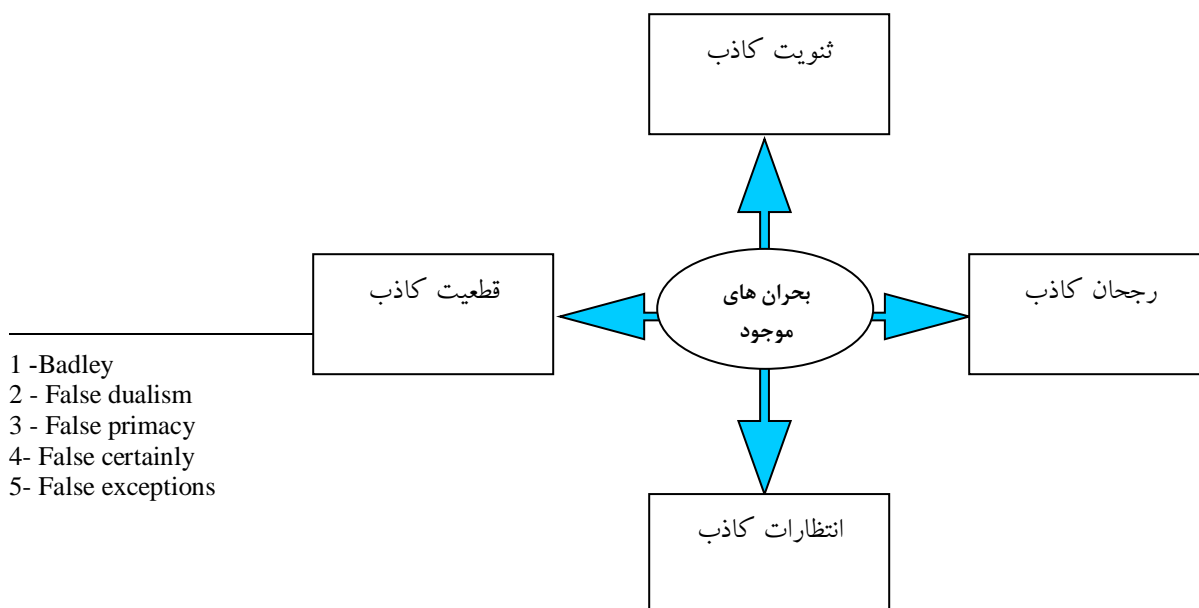 ثنویت کاذب
قطعیت کاذب
بحران های
موجود
رجحان کاذب
انتظارات کاذب
1 -Badley
2 - False dualism
3 - False primacy
4- False certainly
5- False exceptions